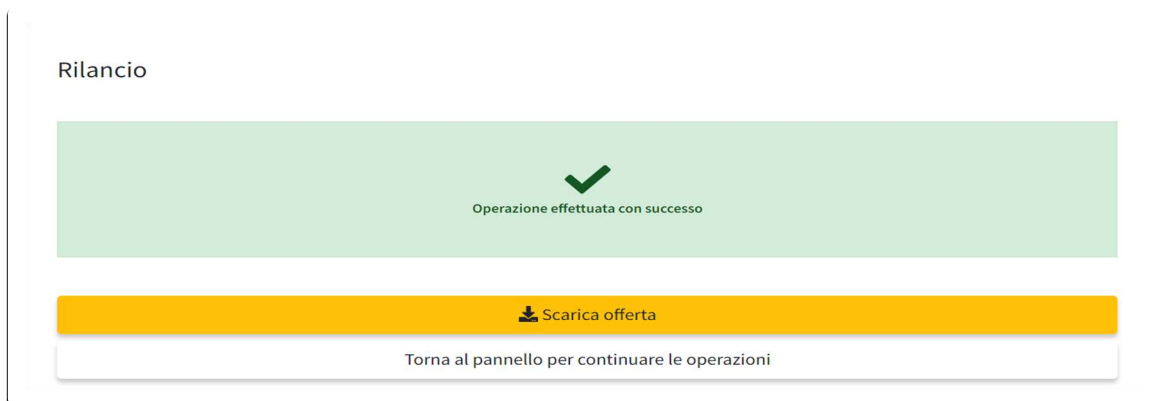 Rilancio
Operazione effettuata con successo
Scarica offerta
Torna al pannello per continuare le operazioni